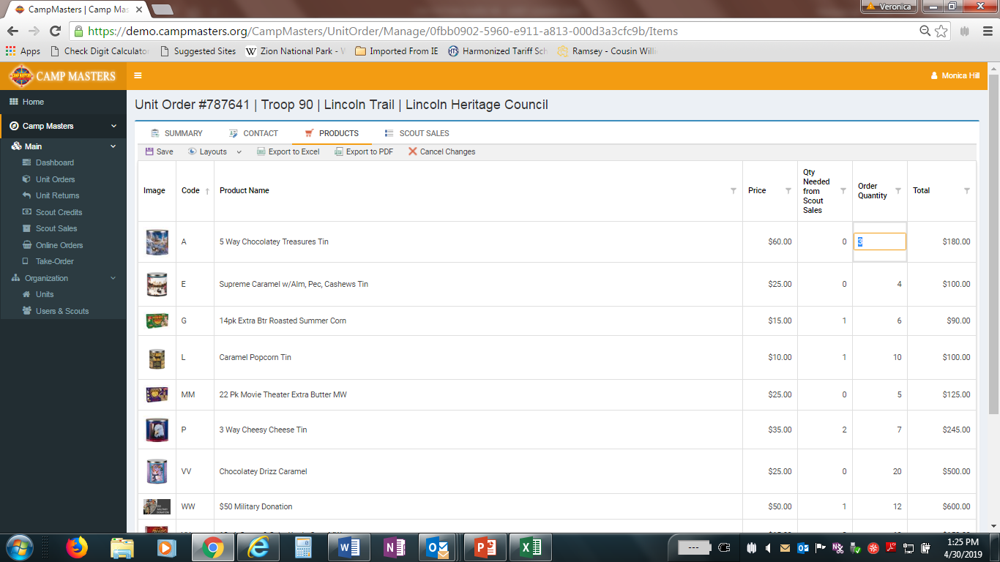 CampMasters | Camp Mas
Veronica
https://demo.campmasters.org/CampMasters/UnitOrder/Manage/0fbb0902-5960-e911-a813-000d3a3cfc9b/Items
Apps Check Digit Calculator Suggested Sites Zion National Park - Imported From IE Harmonized Tariff Sch Ramsey - Cousin Willi
CAMP MASTERS
Monica Hill
Home
Camp Masters
Main
Dashboard
Unit Orders
Unit Returns
Scout Credits
Scout Sales
Online Orders
Take-Order
Organization
Units
Users & Scouts
Unit Order #787641 | Troop 90 | Lincoln Trail | Lincoln Heritage Council
SUMMARY CONTACT PRODUCTS SCOUT SALES
Save Layouts Export to Excel Export to PDF Cancel Changes
Image Code Product Name Price Qty Needed from Scout Sales Order Quantity Total
A 5 Way Chocolatey Treasures Tin $60.00 0 3 $180.00
E Supreme Caramel w/Alm, Pec, Cashews Tin $25.00 0 4 $100.00
G 14pk Extra Btr Roasted Summer Corn $15.00 1 6 $90.00
L Caramel Popcorn Tin $10.00 1 10 $100.00
MM 22 Pk Movie Theater Extra Butter MW $25.00 0 5 $125.00
P 3 Way Cheesy Cheese Tin $35.00 2 7 $245.00
VV Chocolatey Drizz Caramel $25.00 0 20 $500.00
WW $50 Military Donation $50.00 1 12 $600.00
1:25 PM
4/30/2019